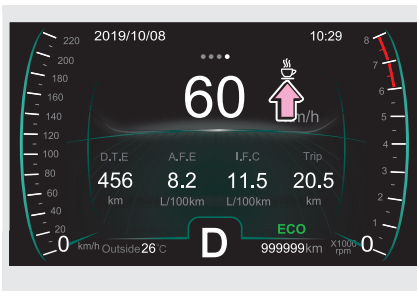 2019/10/08 10:29
60
m/h
D.T.E A.F.E I.F.C Trip
456 8.2 11.5 20.5
km L/100km L/100km km
220
200
180
160
140
120
100
80
60
40
20
0 km/h
8
7
6
5
4
3
2
1
0
X1000
rpm
Outside 26°C
D
ECO
999999km